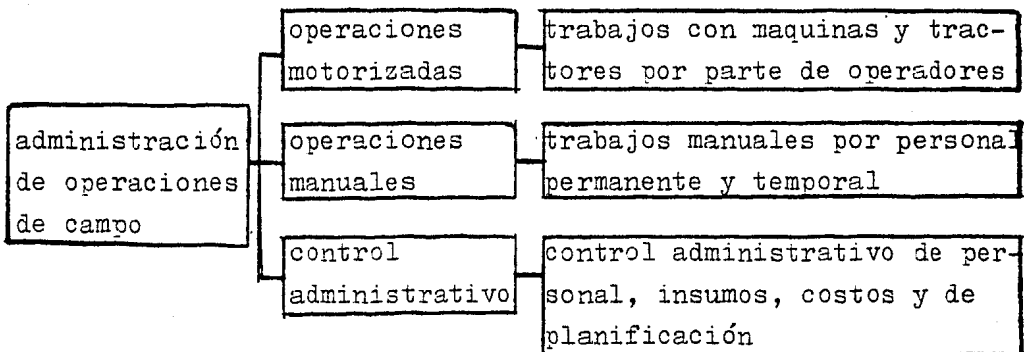 administración
de operaciones
de campo
operaciones
motorizadas
trabajos con maquinas y trac-
tores por parte de operadores
operaciones
manuales
trabajos manuales por personal
permanente y temporal
control
administrativo
control administrativo de per-
sonal, insumos, costos y de
planificación